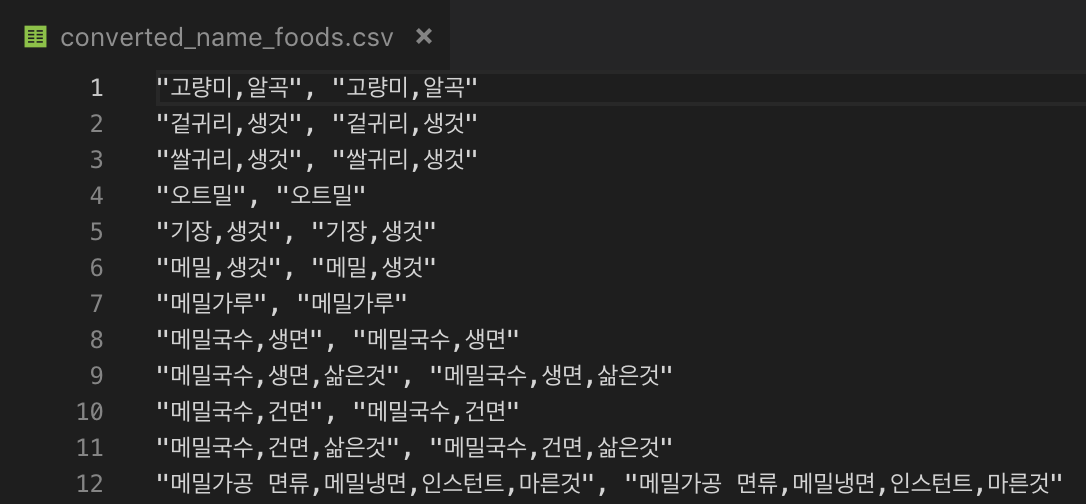 converted_name_foods.csv ×
1 "고량미,알곡", "고량미,알곡"
2 "겉귀리,생것", "겉귀리,생것"
3 "쌀귀리,생것", "쌀귀리,생것"
4 "오트밀", "오트밀"
5 "기장,생것", "기장,생것"
6 "메밀,생것", "메밀,생것"
7 "메밀가루", "메밀가루"
8 "메밀국수,생면", "메밀국수,생면"
9 "메밀국수,생면,삶은것", "메밀국수,생면,삶은것"
10 "메밀국수,건면", "메밀국수,건면"
11 "메밀국수,건면,삶은것", "메밀국수,건면,삶은것"
12 "메밀가공 면류,메밀냉면,인스턴트,마른것", "메밀가공 면류,메밀냉면,인스턴트,마른것"